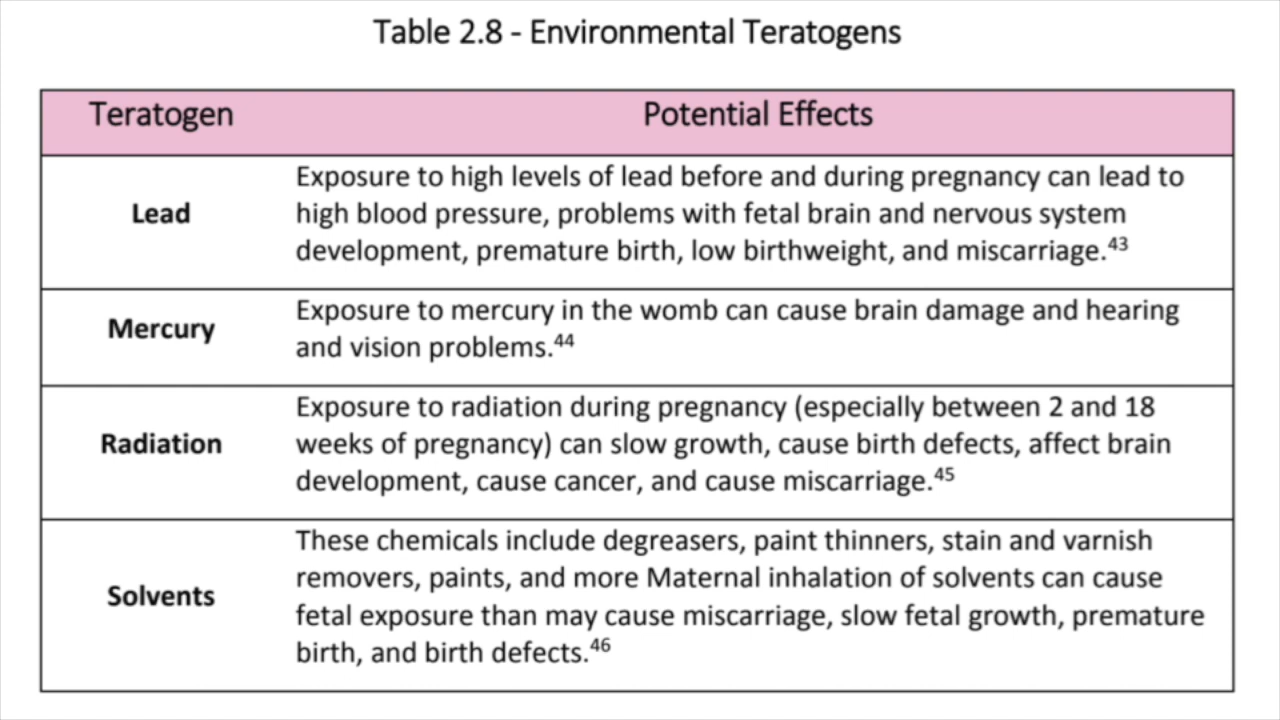 Table 2.8 - Environmental Teratogens
Teratogen Potential Effects
Lead
Exposure to high levels of lead before and during pregnancy can lead to
high blood pressure, problems with fetal brain and nervous system
development, premature birth, low birthweight, and miscarriage.43
Mercury
Exposure to mercury in the womb can cause brain damage and hearing
and vision problems.44
Radiation
Exposure to radiation during pregnancy (especially between 2 and 18
weeks of pregnancy) can slow growth, cause birth defects, affect brain
development, cause cancer, and cause miscarriage.45
Solvents
These chemicals include degreasers, paint thinners, stain and varnish
removers, paints, and more Maternal inhalation of solvents can cause
fetal exposure than may cause miscarriage, slow fetal growth, premature
birth, and birth defects.46